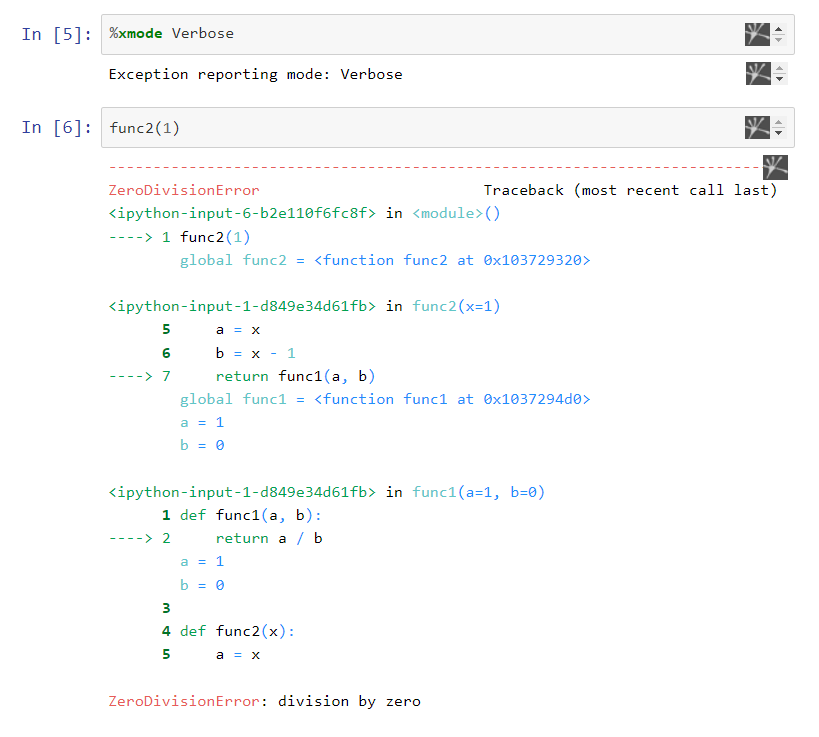 In [5]: %xmode Verbose
Exception reporting mode: Verbose
In [6]: func2(1)
---------------------------------------------------------------------------
ZeroDivisionError                         Traceback (most recent call last)
<ipython-input-6-b2e110f6fc8f> in <module>()
----> 1 func2(1)
        global func2 = <function func2 at 0x103729320>

<ipython-input-1-d849e34d61fb> in func2(x=1)
      5     a = x
      6     b = x - 1
----> 7     return func1(a, b)
        global func1 = <function func1 at 0x1037294d0>
        a = 1
        b = 0

<ipython-input-1-d849e34d61fb> in func1(a=1, b=0)
      1 def func1(a, b):
----> 2     return a / b
        a = 1
        b = 0
      3
      4 def func2(x):
      5     a = x

ZeroDivisionError: division by zero